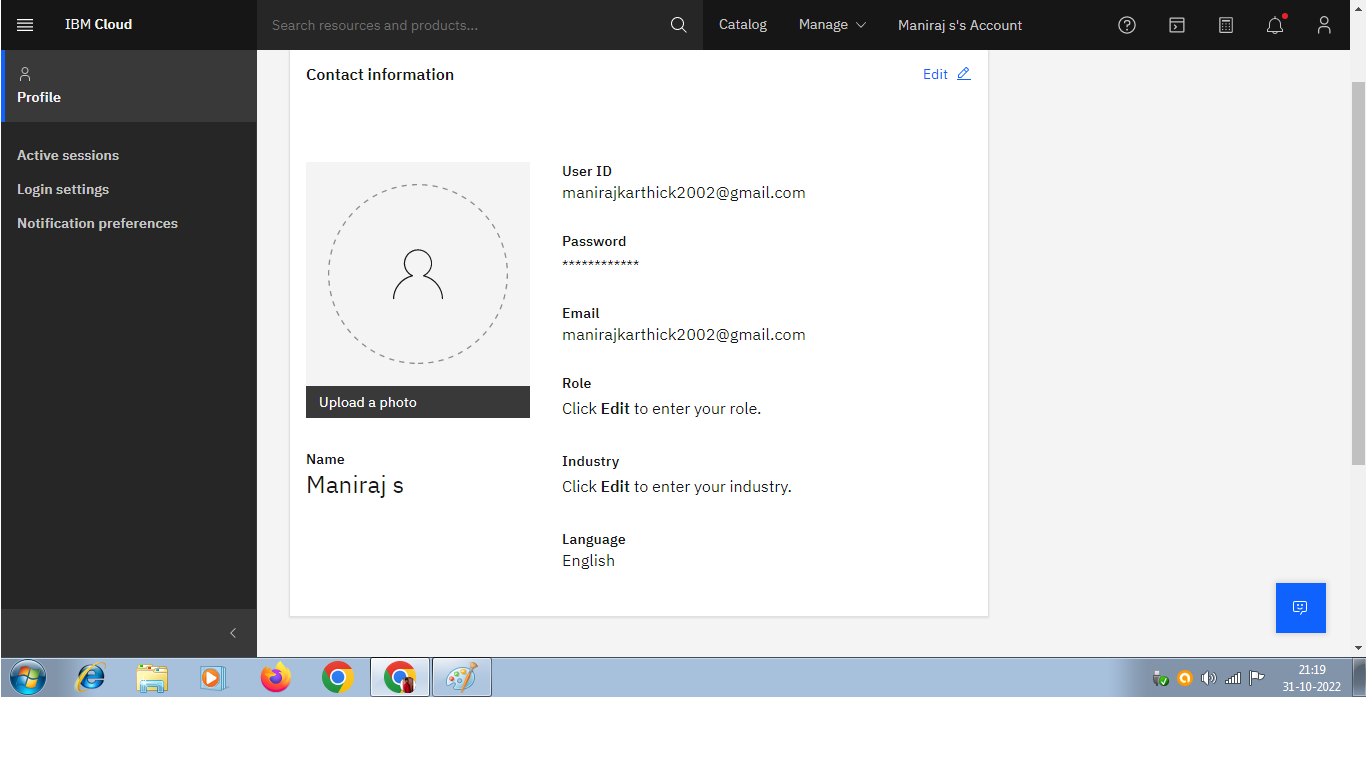 IBM Cloud
Search resources and products...
Catalog
Manage
Maniraj s's Account
Profile
Active sessions
Login settings
Notification preferences
Contact information
Edit
Upload a photo
Name
Maniraj s
User ID
manirajkarthick2002@gmail.com
Password
************
Email
manirajkarthick2002@gmail.com
Role
Click Edit to enter your role.
Industry
Click Edit to enter your industry.
Language
English
21:19
31-10-2022